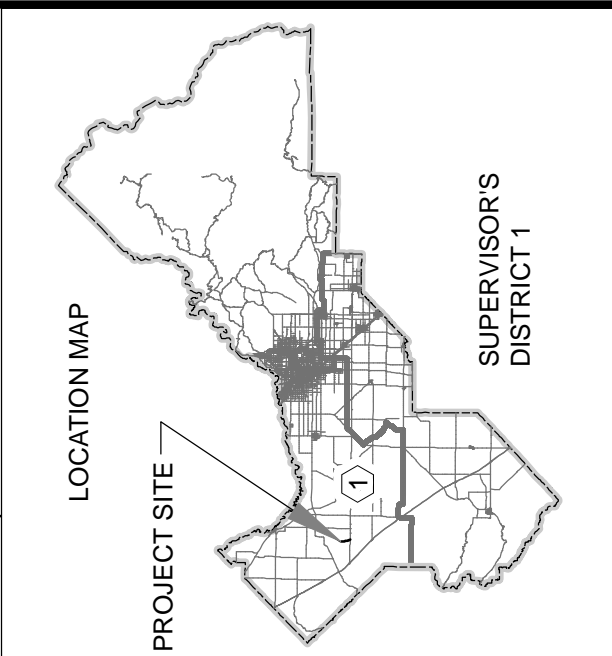 LOCATION MAP
PROJECT SITE
1
SUPERVISOR'S
DISTRICT 1